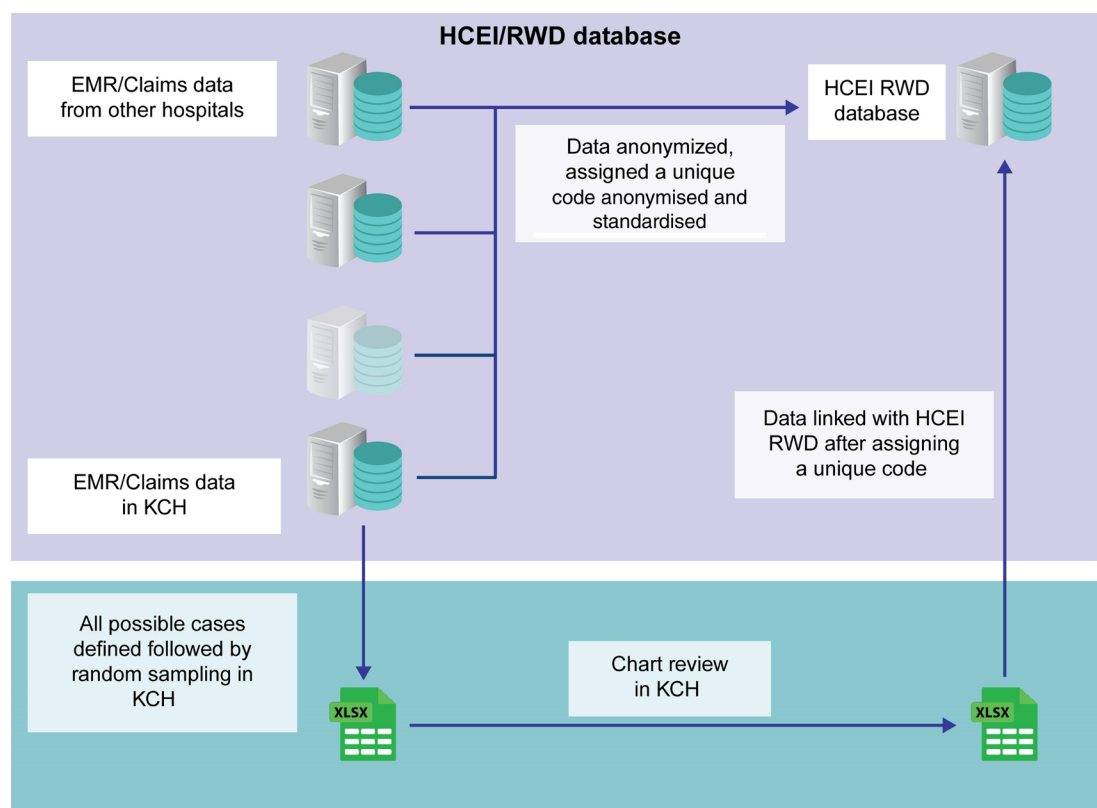 HCEI/RWD database
EMR/Claims data
from other hospitals
HCEI RWD
database
Data anonymized,
assigned a unique
code anonymised and
standardised
EMR/Claims data
in KCH
Data linked with HCEI
RWD after assigning
a unique code
All possible cases
defined followed by
random sampling in
KCH
Chart review
in KCH
XLSX
XLSX